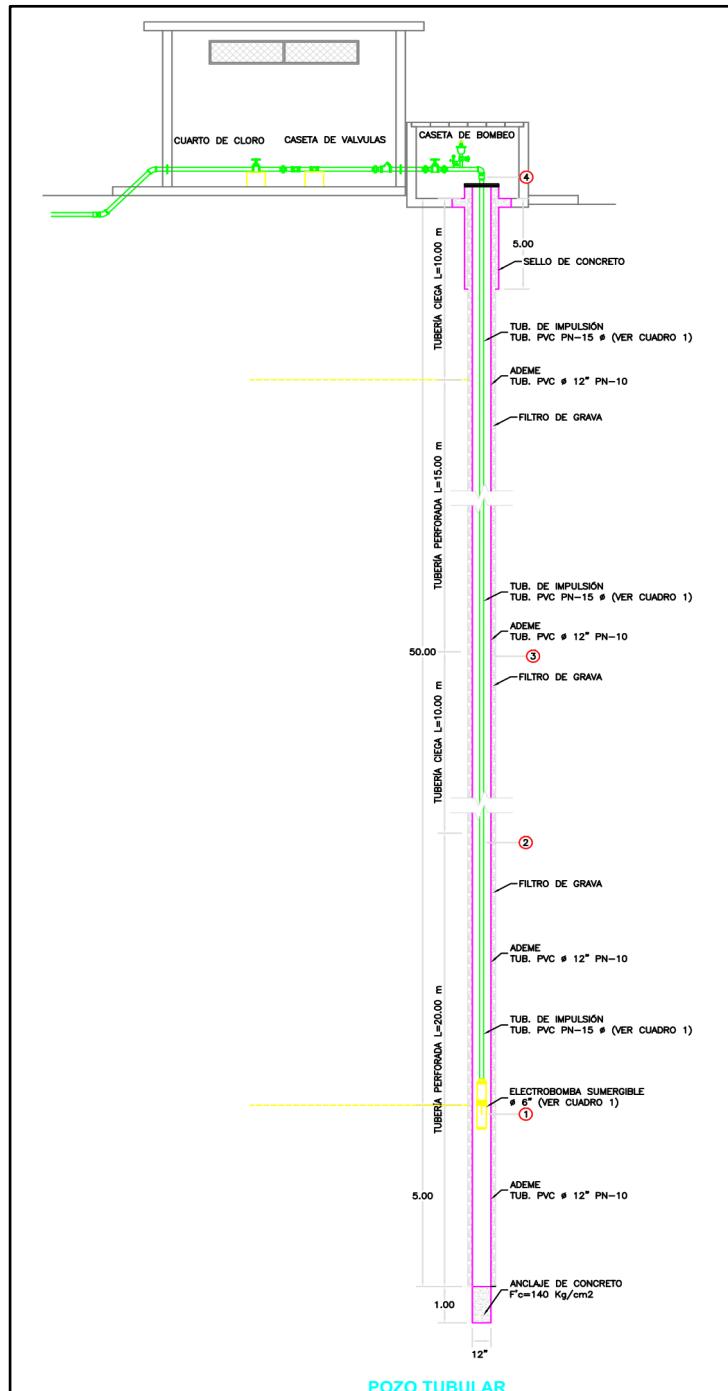 CUARTO DE CLORO
CASETA DE VALVULAS
CASETA DE BOMBEO
4
5.00
SELLO DE CONCRETO
TUBERÍA CIEGA L=10.00 m
TUB. DE IMPULSIÓN
TUB. PVC PN-15 ø (VER CUADRO 1)
ADEME
TUB. PVC ø 12" PN-10
FILTRO DE GRAVA
TUBERÍA PERFORADA L=15.00 m
TUB. DE IMPULSIÓN
TUB. PVC PN-15 ø (VER CUADRO 1)
ADEME
TUB. PVC ø 12" PN-10
50.00
3
FILTRO DE GRAVA
TUBERÍA CIEGA L=10.00 m
2
FILTRO DE GRAVA
ADEME
TUB. PVC ø 12" PN-10
TUBERÍA PERFORADA L=20.00 m
TUB. DE IMPULSIÓN
TUB. PVC PN-15 ø (VER CUADRO 1)
ELECTROBOMBA SUMERGIBLE
ø 6" (VER CUADRO 1)
1
5.00
ADEME
TUB. PVC ø 12" PN-10
ANCLAJE DE CONCRETO
F'c=140 Kg/cm2
1.00
12"
POZO TUBULAR